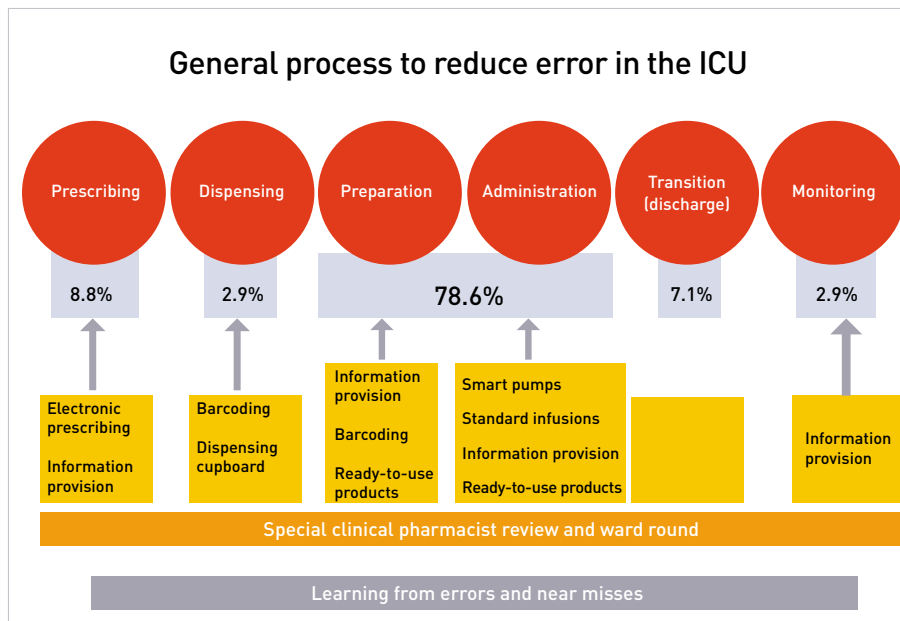 General process to reduce error in the ICU
Prescribing
Dispensing
Preparation
Administration
Transition
(discharge)
Monitoring
8.8%
2.9%
78.6%
7.1%
2.9%
Electronic
prescribing
Information
provision
Barcoding
Dispensing
cupboard
Information
provision
Barcoding
Ready-to-use
products
Smart pumps
Standard infusions
Information provision
Ready-to-use products
Information
provision
Special clinical pharmacist review and ward round
Learning from errors and near misses